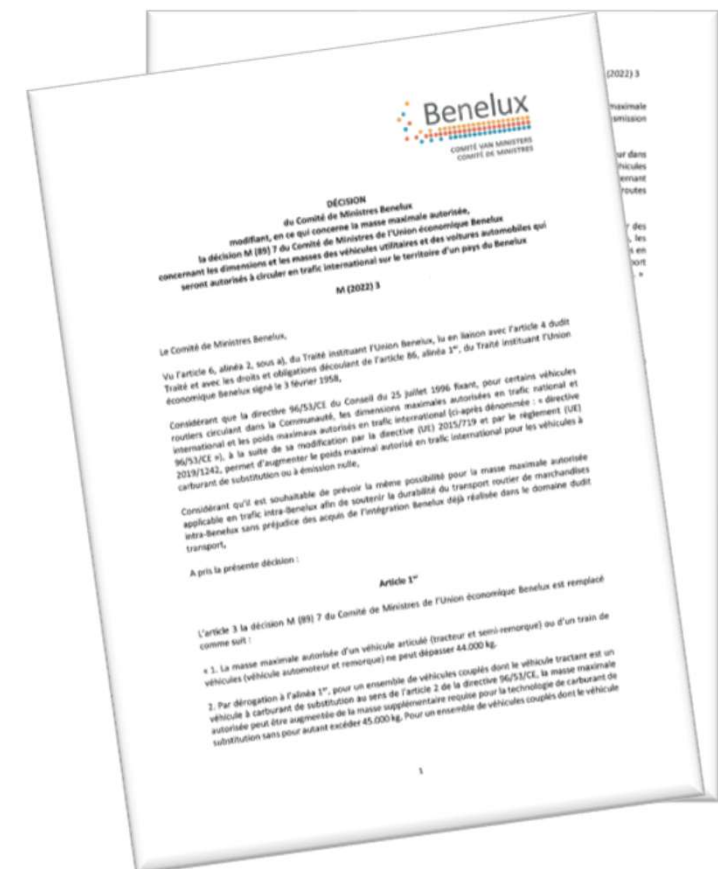 Benelux
COMITÉ VAN MINISTERS
COMITÉ DE MINISTRES
DÉCISION
du Comité de Ministres Benelux
modifiant, en ce qui concerne la masse maximale autorisée,
la décision M (89) 7 du Comité de Ministres de l'Union économique Benelux
concernant les dimensions et les masses des véhicules utilitaires et des voitures automobiles qui
seront autorisés à circuler en trafic international sur le territoire d'un pays du Benelux
M (2022) 3
Le Comité de Ministres Benelux,
Vu l'article 6, alinéa 2, sous a), du Traité instituant l'Union Benelux, lu en liaison avec l'article 4 dudit
Traité et avec les droits et obligations découlant de l'article 86, alinéa 1er, du Traité instituant l'Union
économique Benelux signé le 3 février 1958,
Considérant que la directive 96/53/CE du Conseil du 25 juillet 1996 fixant, pour certains véhicules
routiers circulant dans la Communauté, les dimensions maximales autorisées en trafic national et
international et les poids maximaux autorisés en trafic international (ci-après dénommée : « directive
96/53/CE »), à la suite de sa modification par la directive (UE) 2015/719 et par le règlement (UE)
2019/1242, permet d'augmenter le poids maximal autorisé en trafic international pour les véhicules à
carburant de substitution ou à émission nulle,
Considérant qu'il est souhaitable de prévoir la même possibilité pour la masse maximale autorisée
applicable en trafic intra-Benelux afin de soutenir la durabilité du transport routier de marchandises
intra-Benelux sans préjudice des acquis de l'intégration Benelux déjà réalisée dans le domaine dudit
transport,
A pris la présente décision :
Article 1er
L'article 3 la décision M (89) 7 du Comité de Ministres de l'Union économique Benelux est remplacé
comme suit :
« 1. La masse maximale autorisée d'un véhicule articulé (tracteur et semi-remorque) ou d'un train de
véhicules (véhicule automoteur et remorque) ne peut dépasser 44.000 kg.
2. Par dérogation à l'alinéa 1er, pour un ensemble de véhicules couplés dont le véhicule tractant est un
véhicule à carburant de substitution au sens de l'article 2 de la directive 96/53/CE, la masse maximale
autorisée peut être augmentée de la masse supplémentaire requise pour la technologie de carburant de
substitution sans pour autant excéder 45.000 kg. Pour un ensemble de véhicules couplés dont le véhicule
1
(2022) 3
maximale
ur dans
routes
des
les
»